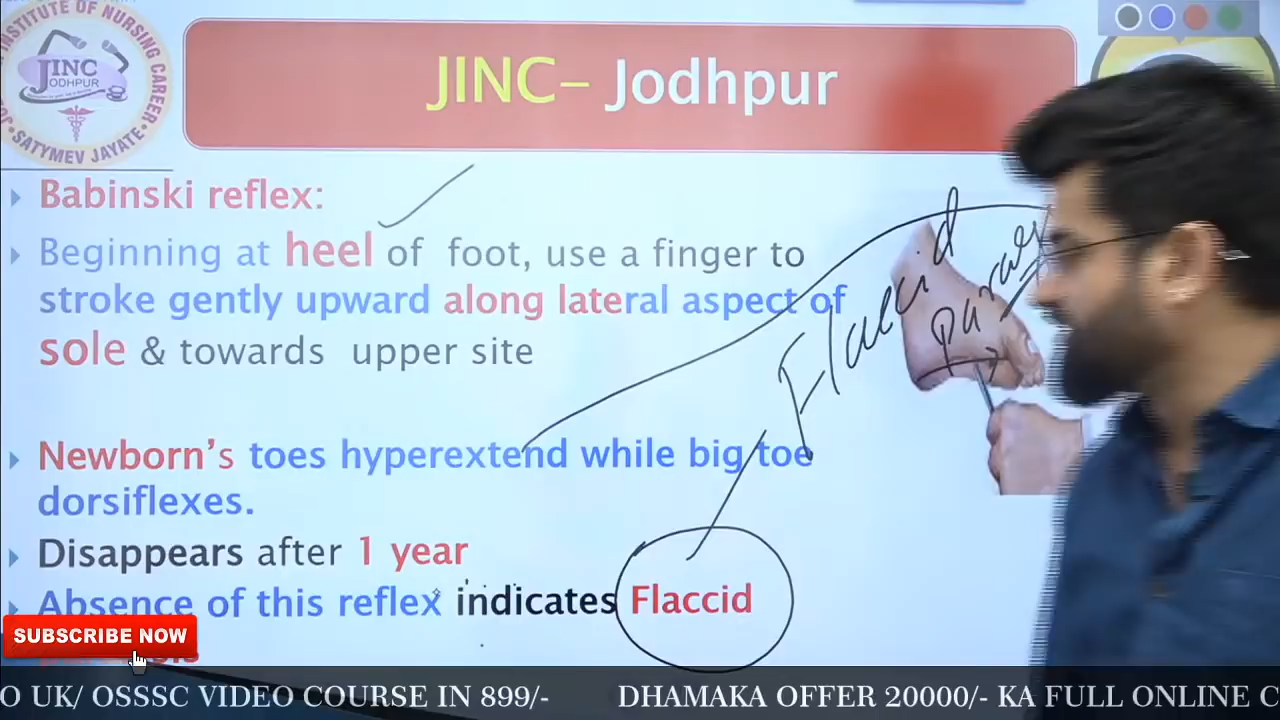 INSTITUTE OF NURSING CAREER
JINC
JODHPUR
SATYMEV JAYATE
JINC- Jodhpur
Babinski reflex:
Beginning at heel of foot, use a finger to
stroke gently upward along lateral aspect of
sole & towards upper site
Flaccid
Newborn's toes hyperextend while big toe
dorsiflexes.
Disappears after 1 year
Absence of this reflex indicates Flaccid
SUBSCRIBE NOW
O UK/ OSSSC VIDEO COURSE IN 899/- DHAMAKA OFFER 20000/- KA FULL ONLINE C